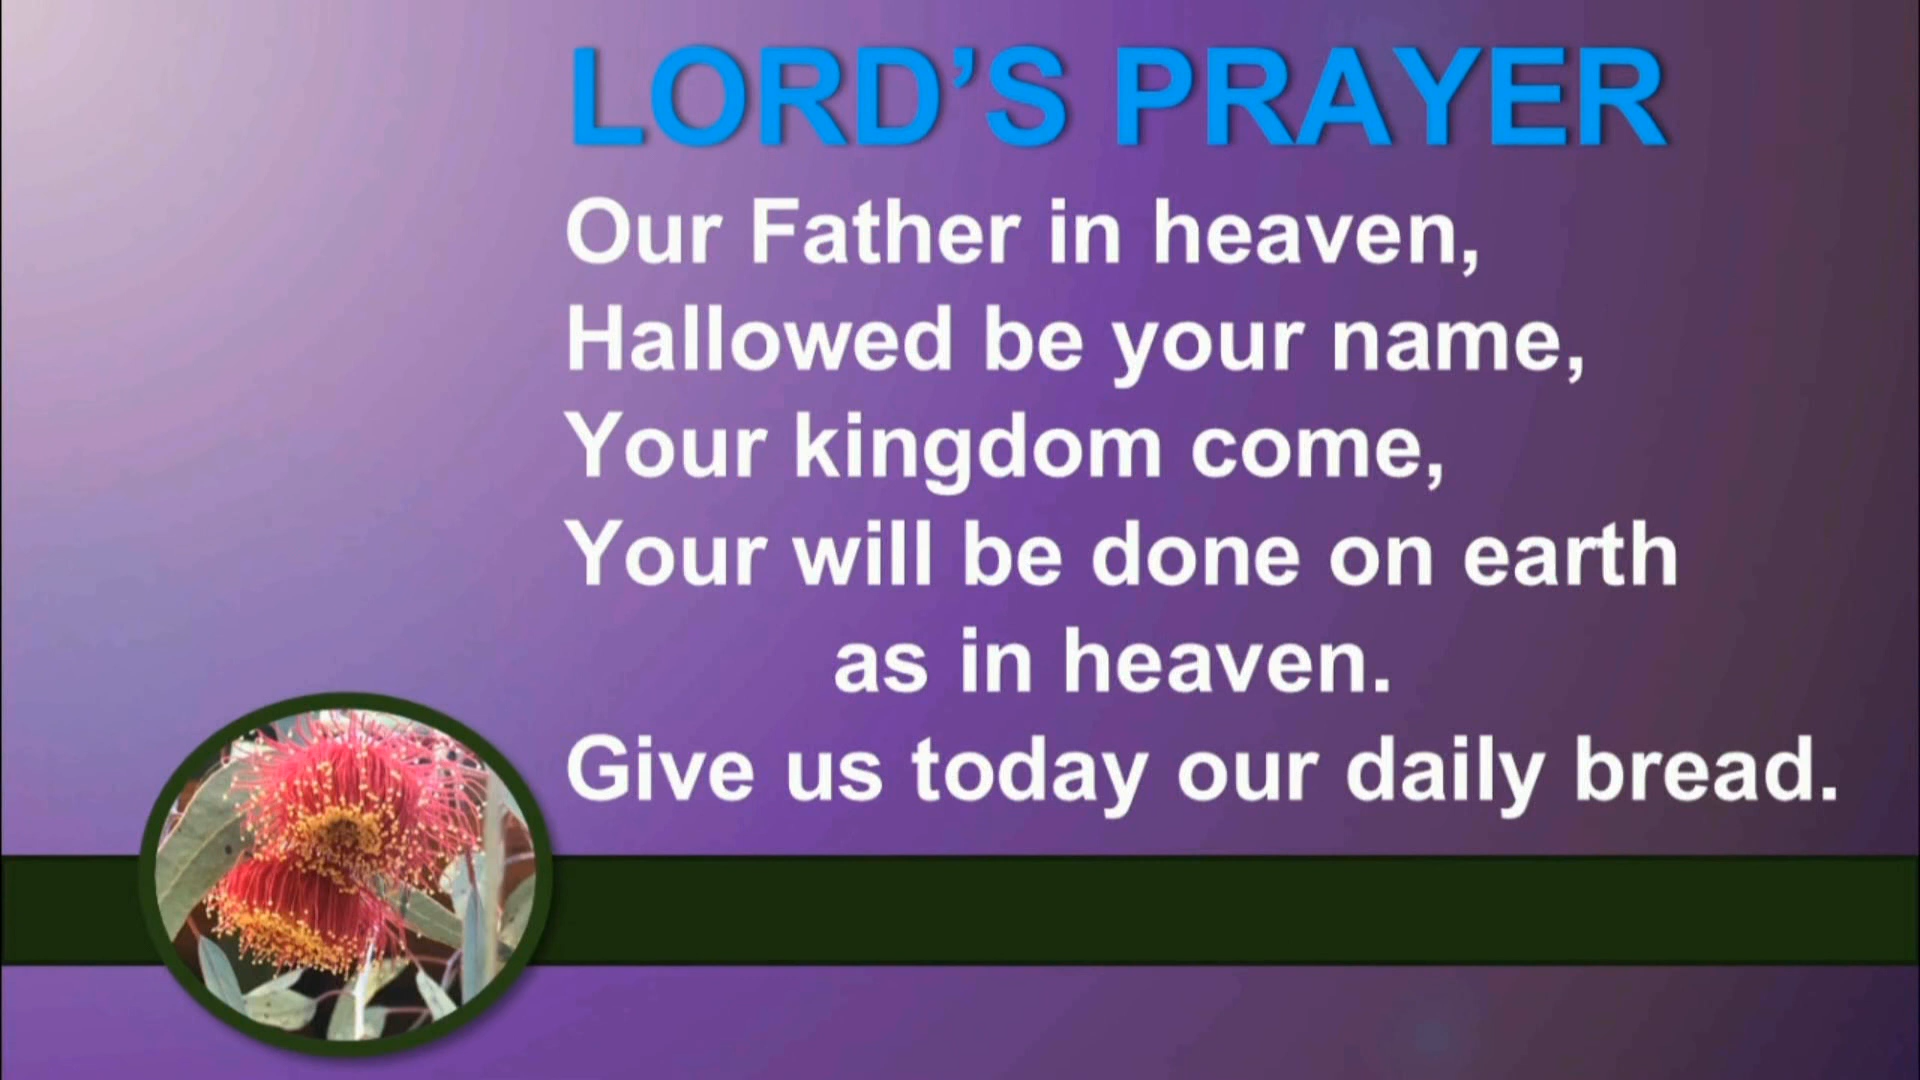 LORD’S PRAYER
Our Father in heaven,
Hallowed be your name,
Your kingdom come,
Your will be done on earth
as in heaven.
Give us today our daily bread.